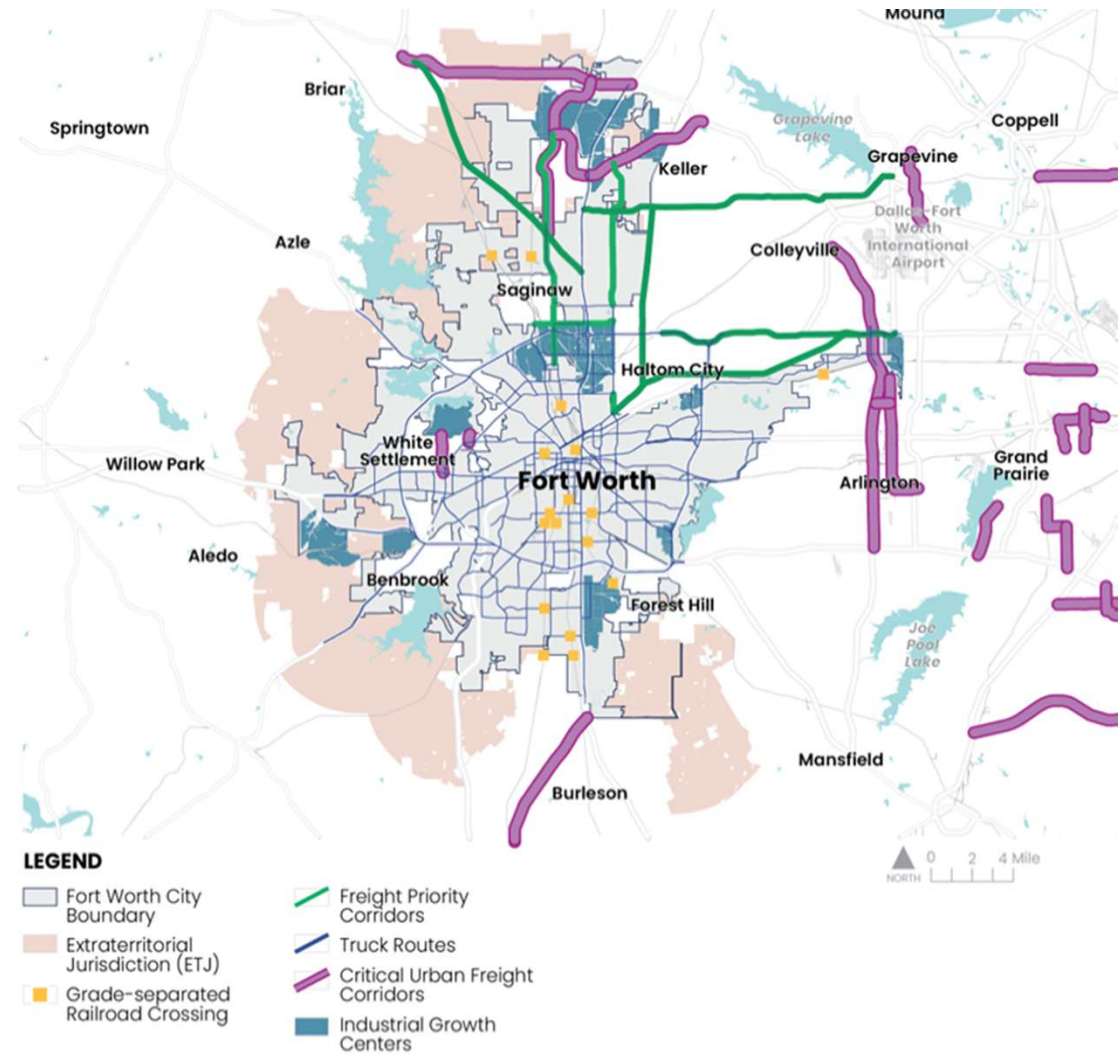 Mound
Briar
Springtown
Grapevine
Lake
Coppell
Grapevine
Keller
Dallas-Fort
Worth
International
Airport
Azle
Colleyville
Saginaw
Haltom City
White
Settlement
Willow Park
Fort Worth
Grand
Prairie
Arlington
Aledo
Benbrook
Forest Hill
Joe
Pool
Lake
Mansfield
Burleson
LEGEND
Fort Worth City
Boundary
Extraterritorial
Jurisdiction (ETJ)
Grade-separated
Railroad Crossing
Freight Priority
Corridors
Truck Routes
Critical Urban Freight
Corridors
Industrial Growth
Centers
NORTH
0 2 4 Mile